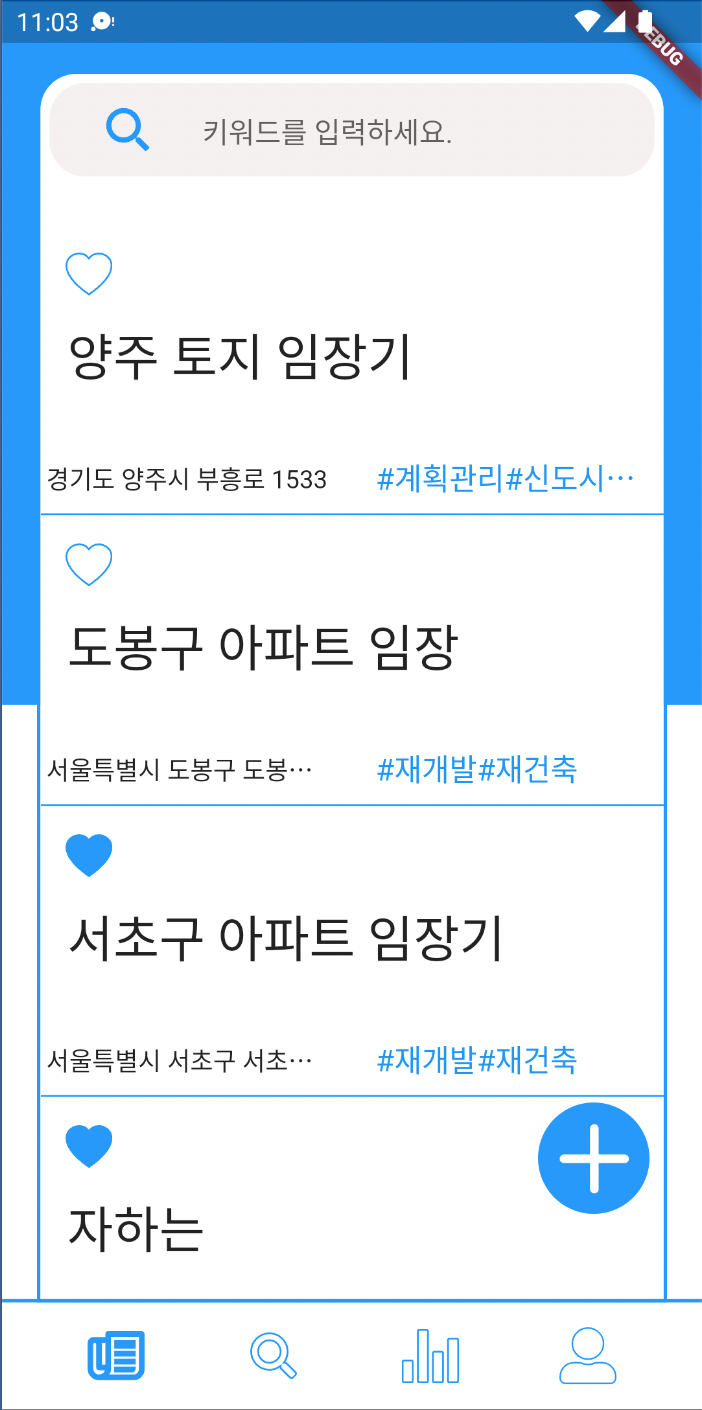 11:03
DEBUG
키워드를 입력하세요.
양주 토지 임장기
경기도 양주시 부흥로 1533 #계획관리#신도시…
도봉구 아파트 임장
서울특별시 도봉구 도봉… #재개발#재건축
서초구 아파트 임장기
서울특별시 서초구 서초… #재개발#재건축
자하는